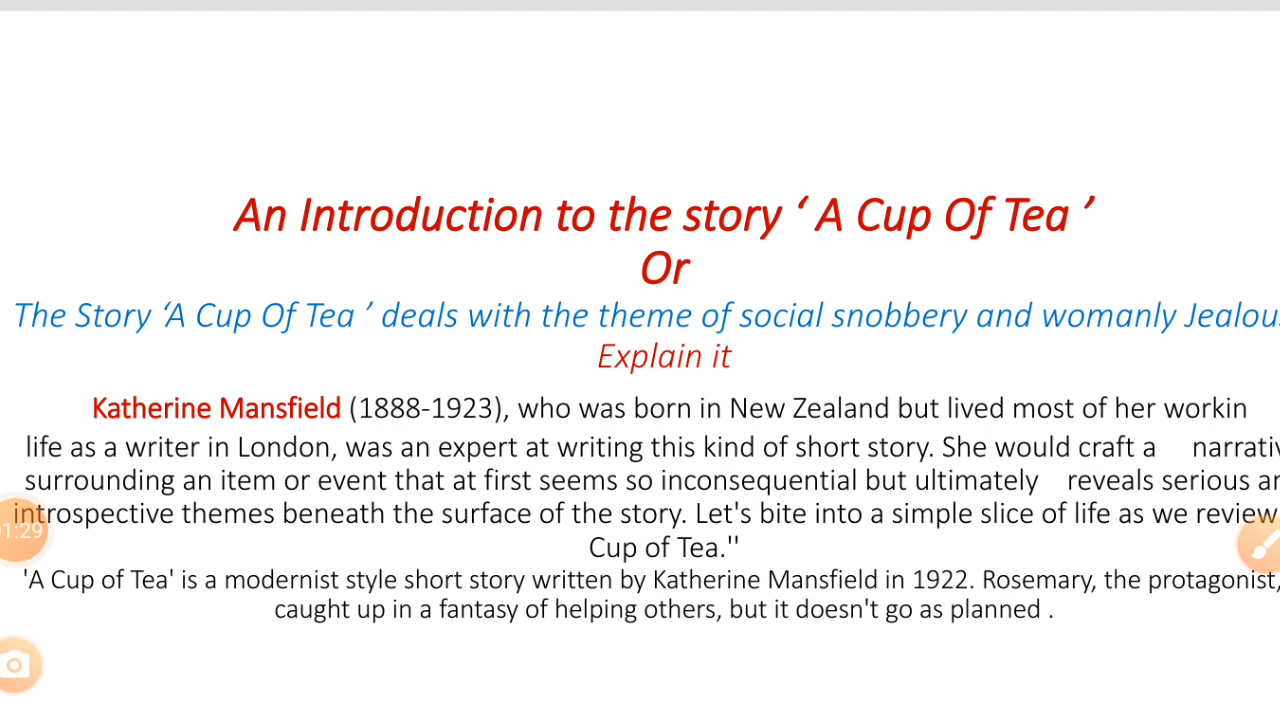 An Introduction to the story ‘ A Cup Of Tea ’
Or
The Story ‘A Cup Of Tea ’ deals with the theme of social snobbery and womanly
Explain it
Katherine Mansfield (1888-1923), who was born in New Zealand but lived most of her workin
life as a writer in London, was an expert at writing this kind of short story. She would craft a
surrounding an item or event that at first seems so inconsequential but ultimately reveals serious
introspective themes beneath the surface of the story. Let's bite into a simple slice of life as we review
Cup of Tea."
'A Cup of Tea' is a modernist style short story written by Katherine Mansfield in 1922. Rosemary, the protagonist,
caught up in a fantasy of helping others, but it doesn't go as planned .
1:29